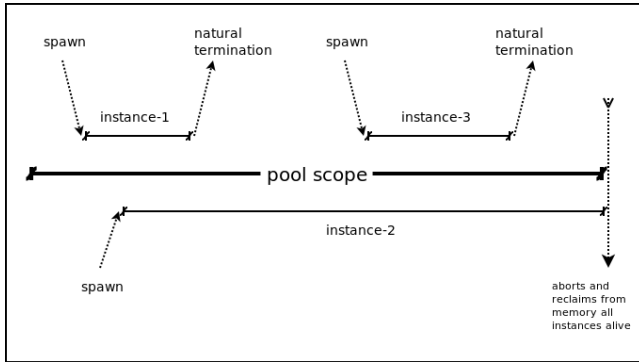 spawn
natural
termination
spawn
natural
termination
instance-1
instance-3
pool scope
instance-2
spawn
aborts and
reclaims from
memory all
instances alive